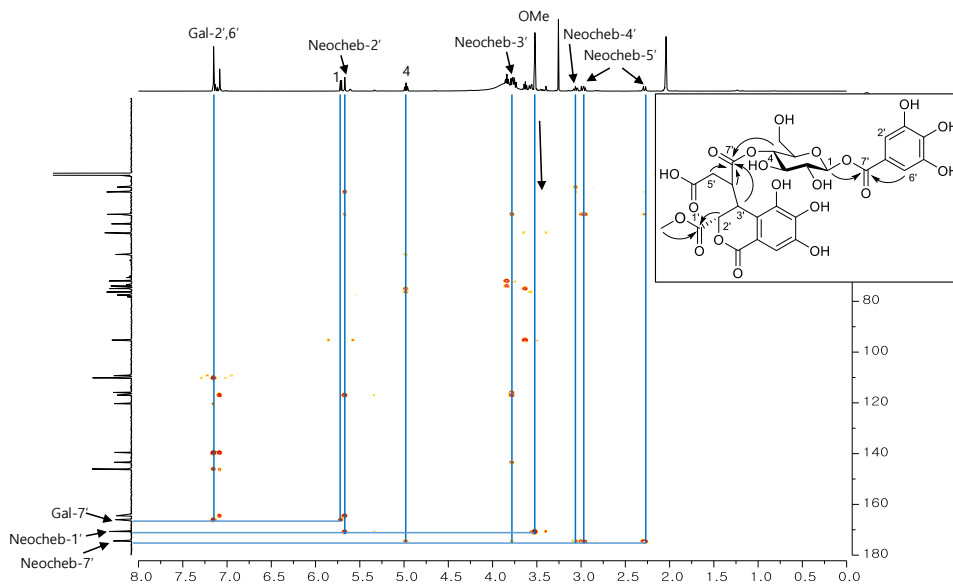 OMe
Gal-2′,6′
Neocheb-2′
Neocheb-3′
Neocheb-4′
Neocheb-5′
1
4
OH
OH
OH
2'
OH
7'
O
4
O
1
O
7'
HO
OH
6'
OH
HO
5'
O
O
OH
O
1'
3'
OH
OH
O
2'
O
O
OH
O
80
100
120
140
160
180
Gal-7′
Neocheb-1′
Neocheb-7′
8.0 7.5 7.0 6.5 6.0 5.5 5.0 4.5 4.0 3.5 3.0 2.5 2.0 1.5 1.0 0.5 0.0